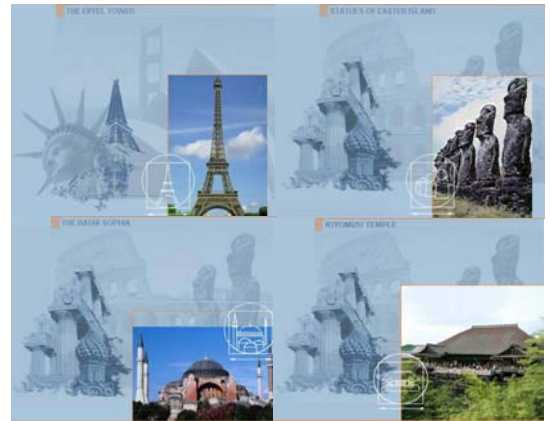 THE EIFFEL TOWER
STATUES OF EASTER ISLAND
THE HAGIA SOPHIA
KIYOMIZU TEMPLE